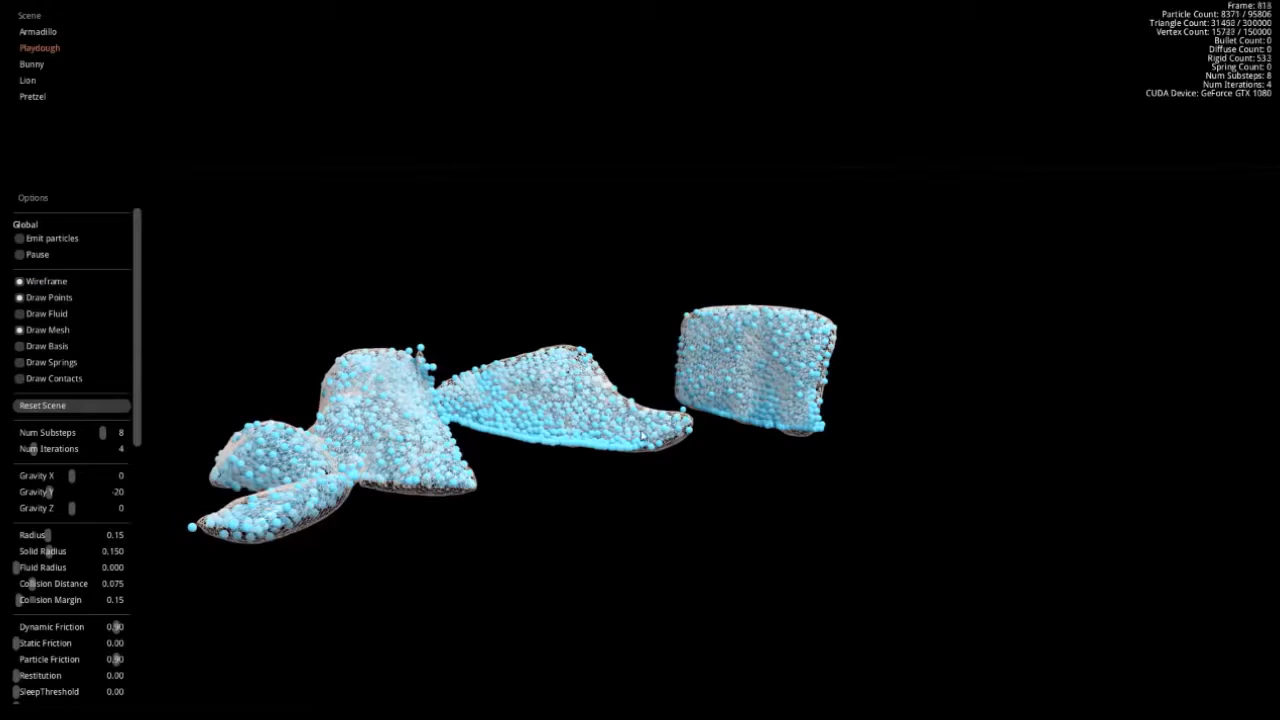 Scene
Armadillo
Playdough
Bunny
Lion
Pretzel
Frame: 818
Particle Count: 8371 / 95806
Triangle Count: / 300000
Vertex Count: / 150000
Bullet Count: 0
Diffuse Count: 0
Rigid Count: 533
Spring Count: 0
Num Substeps: 8
Num Iterations: 4
CUDA Device: GeForce GTX 1080
Options
Global
Emit particles
Pause
Wireframe
Draw Points
Draw Fluid
Draw Mesh
Draw Basis
Draw Springs
Draw Contacts
Reset Scene
Num Substeps 8
Num Iterations 4
Gravity X 0
Gravity Y -20
Gravity Z 0
Radius 0.15
Solid Radius 0.150
Fluid Radius 0.000
Collision Distance 0.075
Collision Margin 0.15
Dynamic Friction 0.90
Static Friction 0.00
Particle Friction 0.90
Restitution 0.00
SleepThreshold 0.00